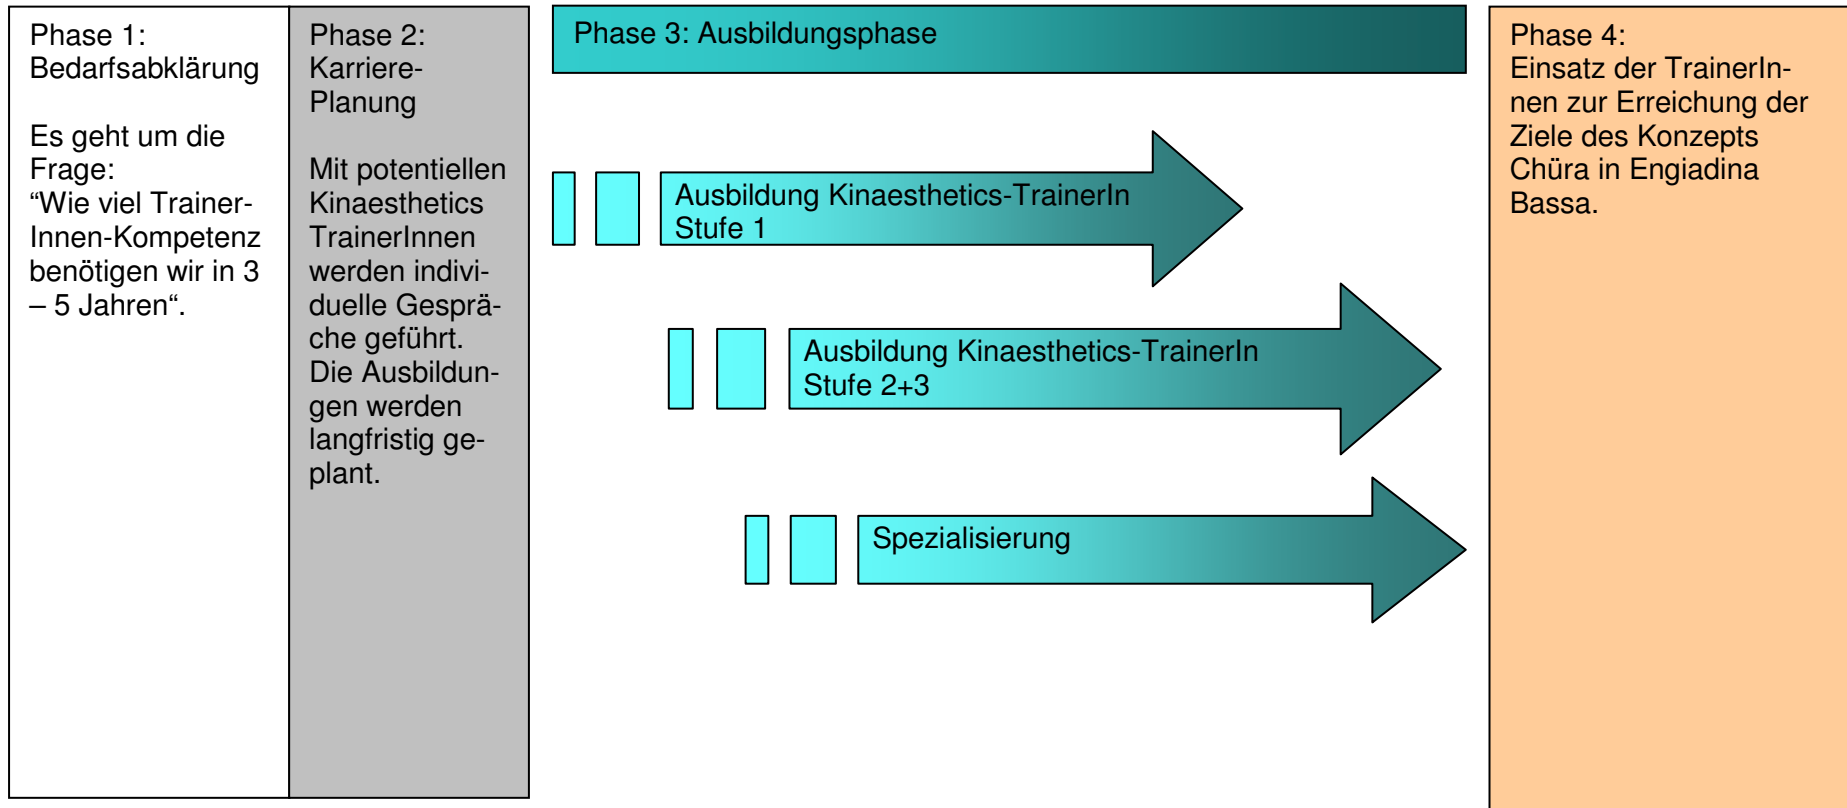 Phase 1:
Bedarfsabklärung
Es geht um die
Frage:
“Wie viel Trainer-
Innen-Kompetenz
benötigen wir in 3
– 5 Jahren“.
Phase 2:
Karriere-
Planung
Mit potentiellen
Kinaesthetics
TrainerInnen
werden indivi-
duelle Gesprä-
che geführt.
Die Ausbildun-
gen werden
langfristig ge-
plant.
Phase 3: Ausbildungsphase
Ausbildung Kinaesthetics-TrainerIn
Stufe 1
Ausbildung Kinaesthetics-TrainerIn
Stufe 2+3
Spezialisierung
Phase 4:
Einsatz der TrainerIn-
nen zur Erreichung der
Ziele des Konzepts
Chüra in Engiadina
Bassa.